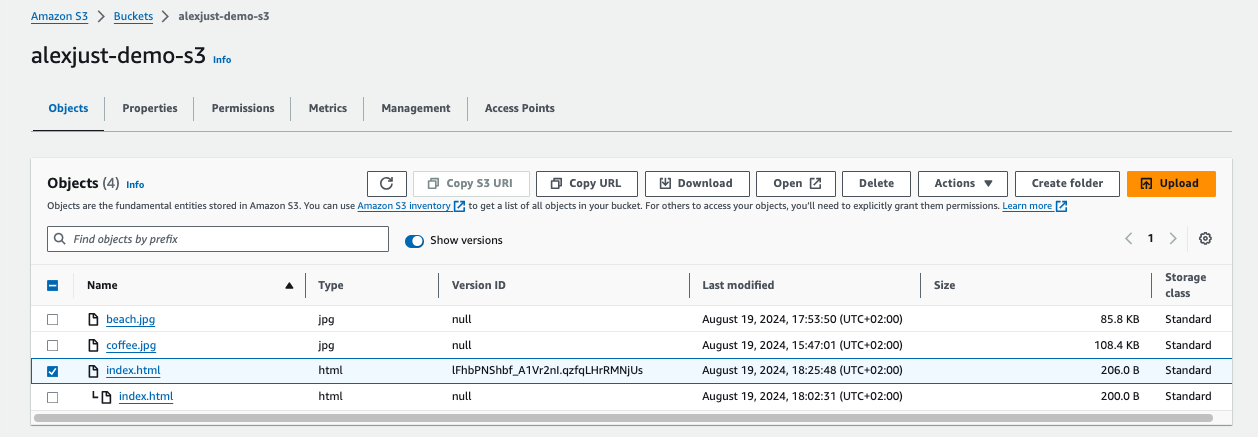 Amazon S3 > Buckets > alexjust-demo-s3
alexjust-demo-s3 Info
Objects Properties Permissions Metrics Management Access Points
Objects (4) Info Copy S3 URI Copy URL Download Open Delete Actions Create folder Upload
Objects are the fundamental entities stored in Amazon S3. You can use Amazon S3 inventory to get a list of all objects in your bucket. For others to access your objects, you'll need to explicitly grant them permissions. Learn more
Find objects by prefix Show versions 1
Name Type Version ID Last modified Size Storage class
beach.jpg jpg null August 19, 2024, 17:53:50 (UTC+02:00) 85.8 KB Standard
coffee.jpg jpg null August 19, 2024, 15:47:01 (UTC+02:00) 108.4 KB Standard
index.html html lFhbPNShbf_A1Vr2nI.qzfqLHrRMNjUs August 19, 2024, 18:25:48 (UTC+02:00) 206.0 B Standard
index.html html null August 19, 2024, 18:02:31 (UTC+02:00) 200.0 B Standard